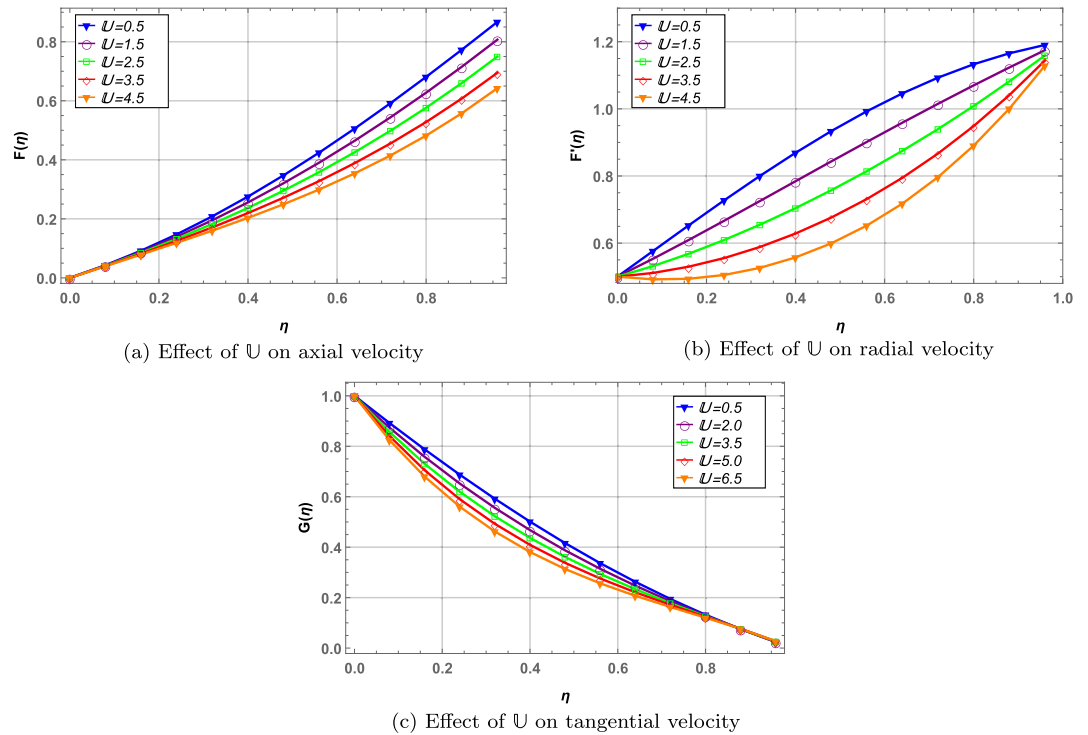 𝕌=0.5
𝕌=1.5
𝕌=2.5
𝕌=3.5
𝕌=4.5
F(η)
0.8
0.6
0.4
0.2
0.0
0.0 0.2 0.4 0.6 0.8
η
(a) Effect of 𝕌 on axial velocity
𝕌=0.5
𝕌=1.5
𝕌=2.5
𝕌=3.5
𝕌=4.5
F'(η)
1.2
1.0
0.8
0.6
0.0 0.2 0.4 0.6 0.8 1.0
η
(b) Effect of 𝕌 on radial velocity
𝕌=0.5
𝕌=2.0
𝕌=3.5
𝕌=5.0
𝕌=6.5
G(η)
1.0
0.8
0.6
0.4
0.2
0.0
0.0 0.2 0.4 0.6 0.8
η
(c) Effect of 𝕌 on tangential velocity